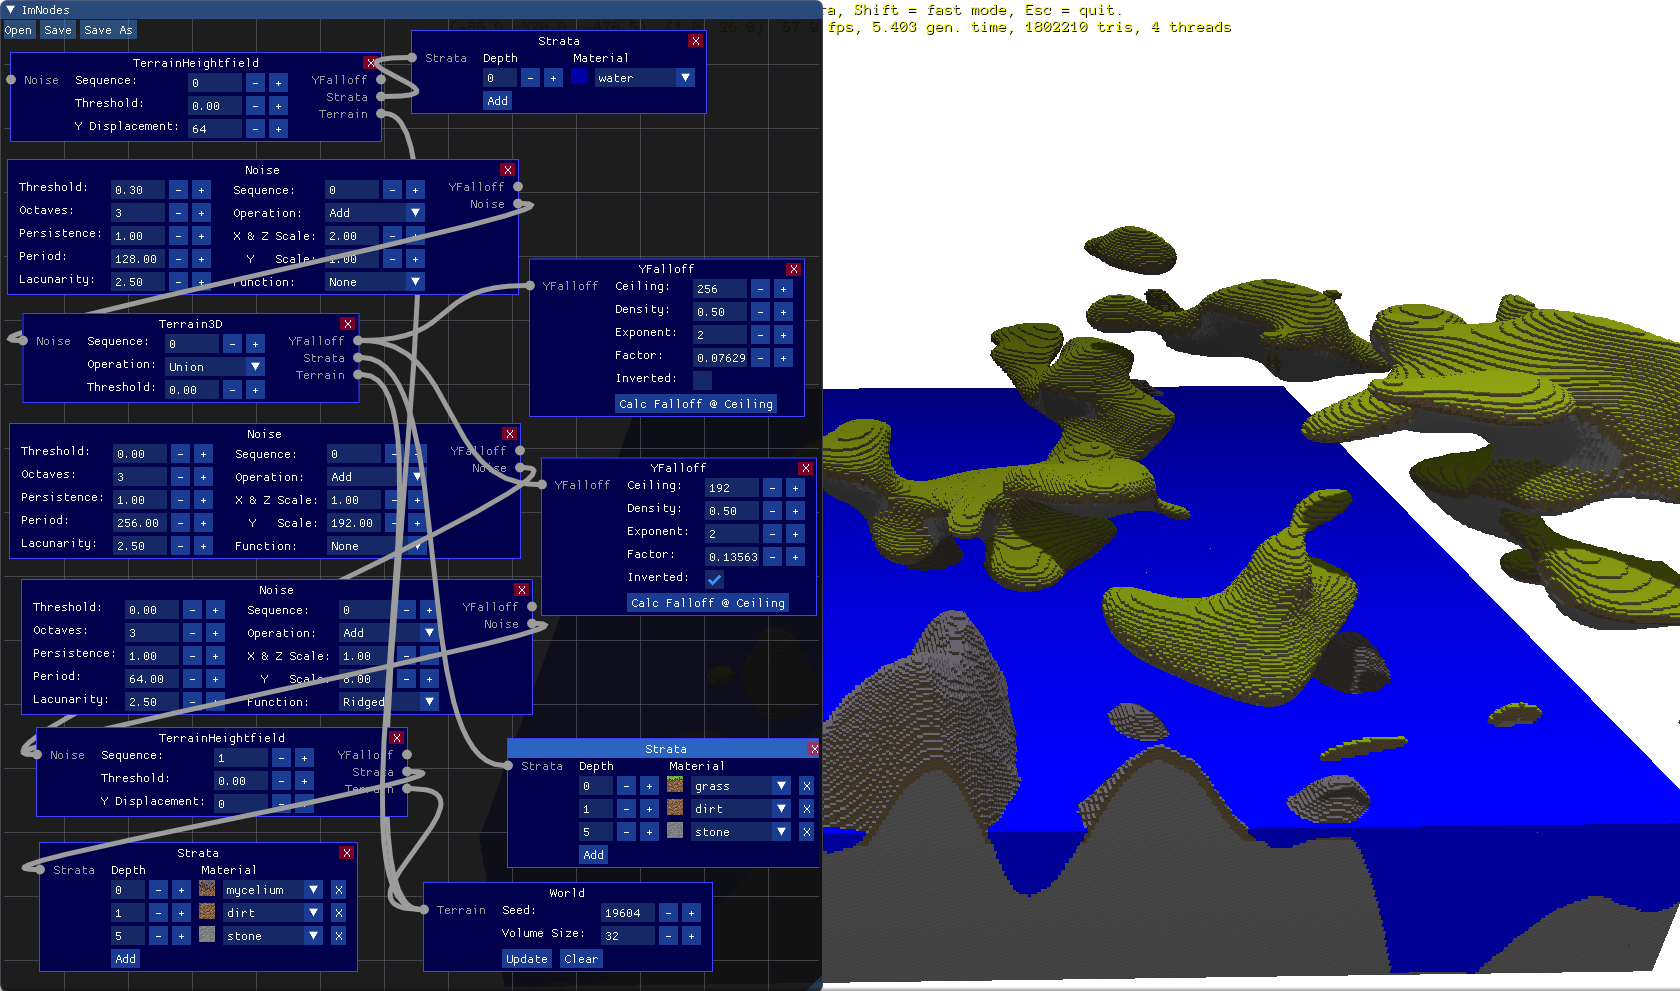 ImNodes
Open Save Save As
ra, Shift = fast mode, Esc = quit.
fps, 5.403 gen. time, 1802210 tris, 4 threads
Strata X
Strata Depth Material
0 - + water
Add
TerrainHeightfield X
Noise Sequence: 0 - + YFalloff
Threshold: 0.00 - + Strata
Y Displacement: 64 - + Terrain
Noise X
Threshold: 0.30 - + Sequence: 0 - + YFalloff
Octaves: 3 - + Operation: Add Noise
Persistence: 1.00 - + X & Z Scale: 2.00 - +
Period: 128.00 - + Y Scale: 1.00 - +
Lacunarity: 2.50 - + Function: None
YFalloff X
YFalloff Ceiling: 256 - +
Density: 0.50 - +
Exponent: 2 - +
Factor: 0.07629 - +
Inverted:
Calc Falloff @ Ceiling
Terrain3D X
Noise Sequence: 0 - + YFalloff
Operation: Union Strata
Threshold: 0.00 - + Terrain
Noise X
Threshold: 0.00 - + Sequence: 0 - + YFalloff
Octaves: 3 - + Operation: Add Noise
Persistence: 1.00 - + X & Z Scale: 1.00 - +
Period: 256.00 - + Y Scale: 192.00 - +
Lacunarity: 2.50 - + Function: None
YFalloff X
YFalloff Ceiling: 192 - +
Density: 0.50 - +
Exponent: 2 - +
Factor: 0.13563 - +
Inverted:
Calc Falloff @ Ceiling
Noise X
Threshold: 0.00 - + Sequence: 0 - + YFalloff
Octaves: 3 - + Operation: Add Noise
Persistence: 1.00 - + X & Z Scale: 1.00 - +
Period: 64.00 - + Y Scale: 8.00 - +
Lacunarity: 2.50 - + Function: Ridged
TerrainHeightfield X
Noise Sequence: 1 - + YFalloff
Threshold: 0.00 - + Strata
Y Displacement: 0 - + Terrain
Strata X
Strata Depth Material
0 - + grass X
1 - + dirt X
5 - + stone X
Add
Strata X
Strata Depth Material
0 - + mycelium X
1 - + dirt X
5 - + stone X
Add
World
Terrain Seed: 19604 - +
Volume Size: 32 - +
Update Clear